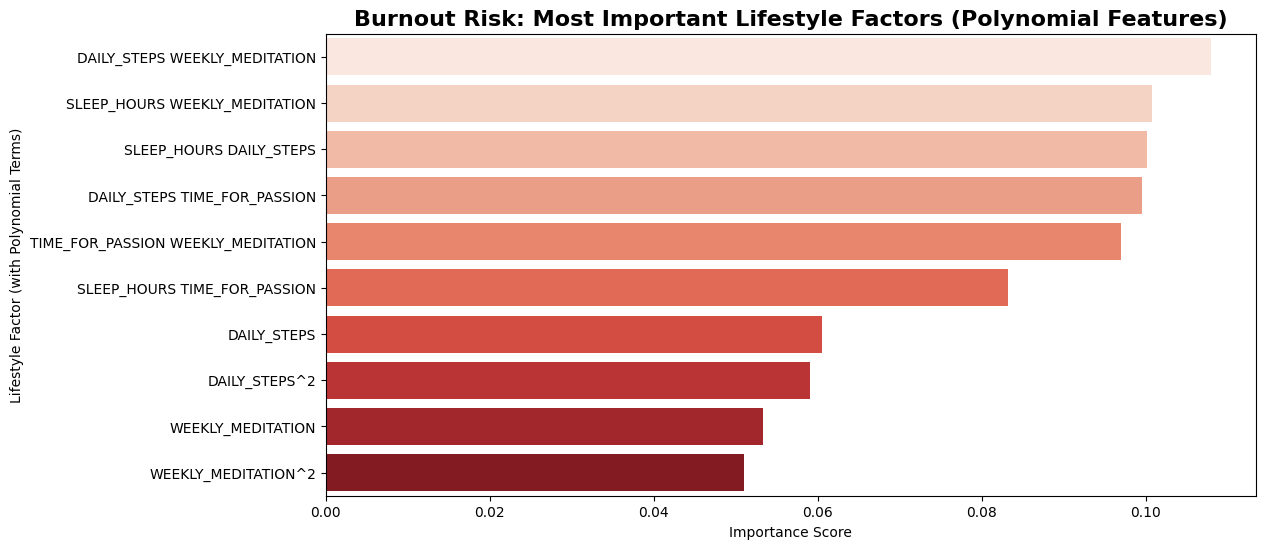 Burnout Risk: Most Important Lifestyle Factors (Polynomial Features)
Lifestyle Factor (with Polynomial Terms)
DAILY_STEPS WEEKLY_MEDITATION
SLEEP_HOURS WEEKLY_MEDITATION
SLEEP_HOURS DAILY_STEPS
DAILY_STEPS TIME_FOR_PASSION
TIME_FOR_PASSION WEEKLY_MEDITATION
SLEEP_HOURS TIME_FOR_PASSION
DAILY_STEPS
DAILY_STEPS^2
WEEKLY_MEDITATION
WEEKLY_MEDITATION^2
0.00 0.02 0.04 0.06 0.08 0.10
Importance Score